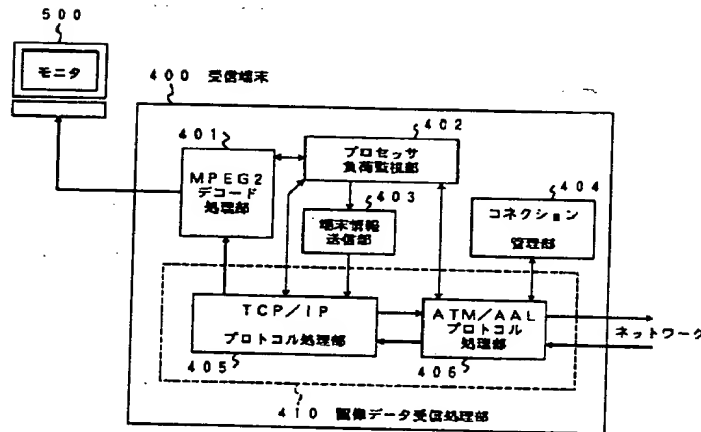 500
モニタ
400 受信端末
401
MPEG2
デコード
処理部
402
プロセッサ
負荷監視部
403
端末情報
送信部
404
コネクション
管理部
TCP/IP
プロトコル処理部
405
ATM/AAL
プロトコル
処理部
406
ネットワーク
410 画像データ受信処理部